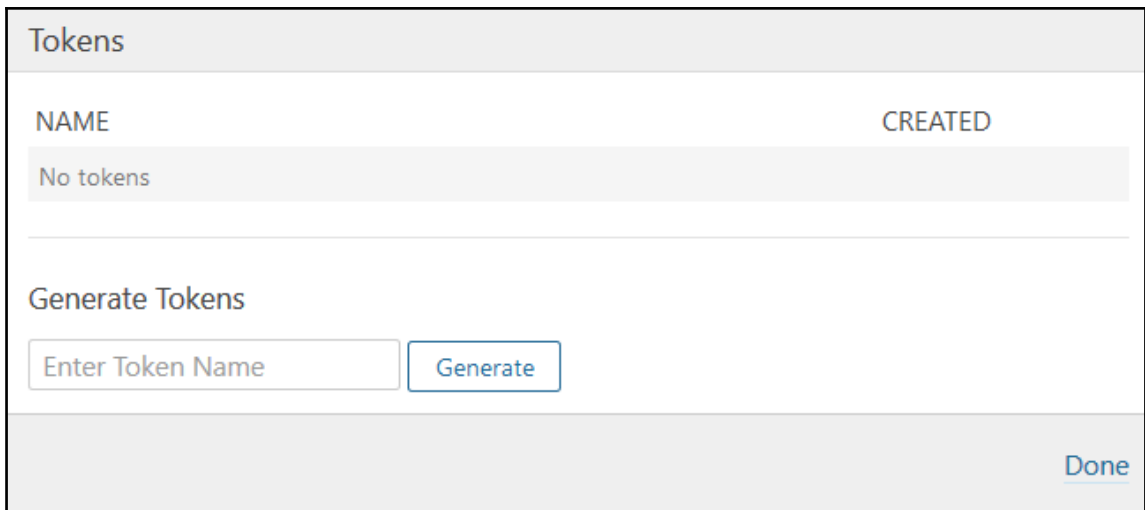 Tokens
NAME CREATED
No tokens
Generate Tokens
Enter Token Name Generate
Done